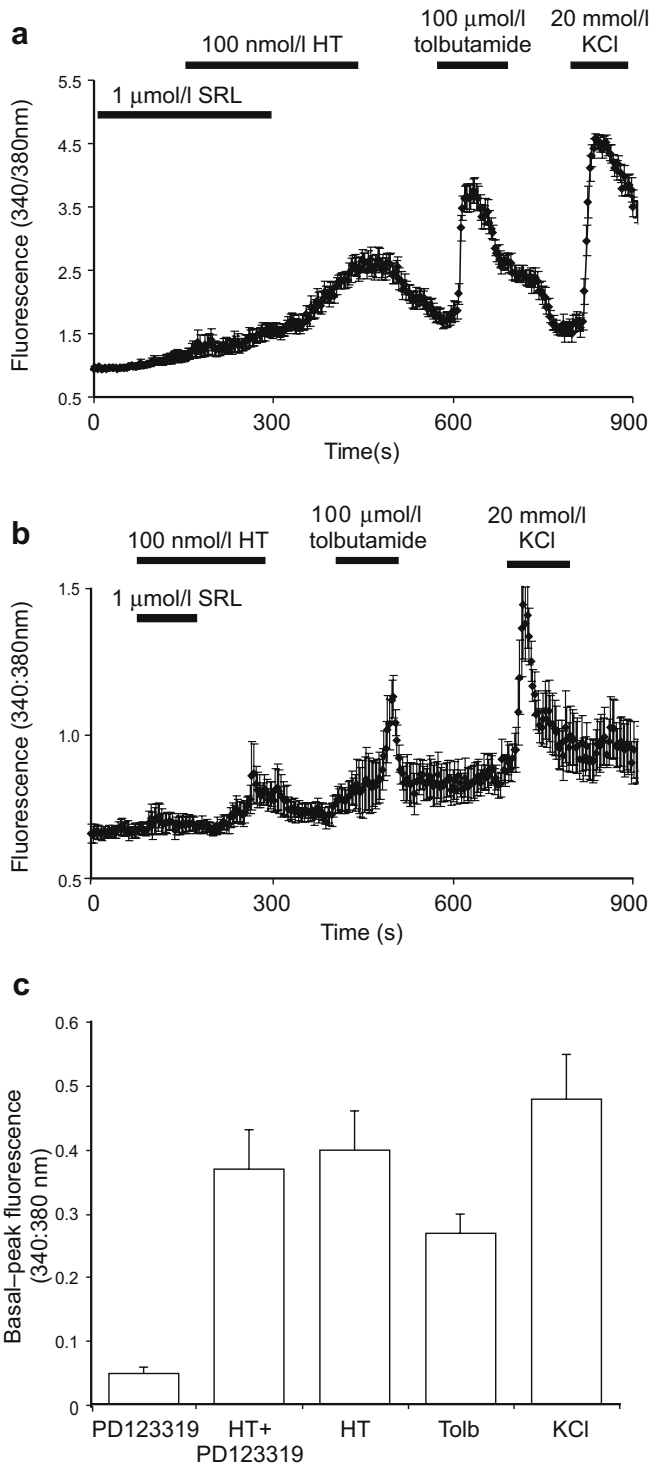 a
100 nmol/l HT
100 μmol/l
tolbutamide
20 mmol/l
KCl
1 μmol/l SRL
Fluorescence (340/380nm)
5.5
4.5
3.5
2.5
1.5
0.5
0
300
600
900
Time(s)
b
100 nmol/l HT
100 μmol/l
tolbutamide
20 mmol/l
KCl
1 μmol/l SRL
Fluorescence (340:380nm)
1.5
1.0
0.5
0
300
600
900
Time (s)
c
Basal–peak fluorescence
(340:380 nm)
0.6
0.5
0.4
0.3
0.2
0.1
0
PD123319
HT+
PD123319
HT
Tolb
KCl